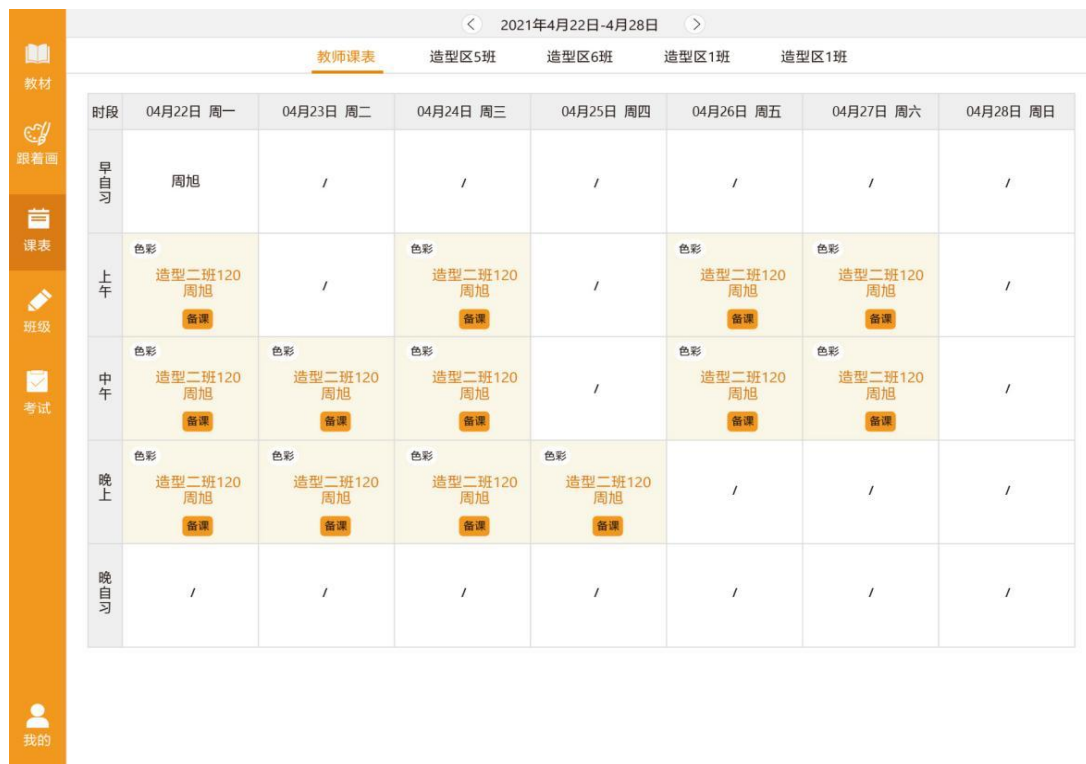 2021年4月22日-4月28日
教师课表 造型区5班 造型区6班 造型区1班 造型区1班
教材
跟着画
课表
班级
考试
我的
时段 04月22日 周一 04月23日 周二 04月24日 周三 04月25日 周四 04月26日 周五 04月27日 周六 04月28日 周日
早自习 周旭 / / / / / /
上午
色彩
造型二班120
周旭
备课
/
色彩
造型二班120
周旭
备课
/
色彩
造型二班120
周旭
备课
色彩
造型二班120
周旭
备课
/
中午
色彩
造型二班120
周旭
备课
色彩
造型二班120
周旭
备课
色彩
造型二班120
周旭
备课
/
色彩
造型二班120
周旭
备课
色彩
造型二班120
周旭
备课
/
晚上
色彩
造型二班120
周旭
备课
色彩
造型二班120
周旭
备课
色彩
造型二班120
周旭
备课
色彩
造型二班120
周旭
备课
/
/
/
晚自习 / / / / / / /